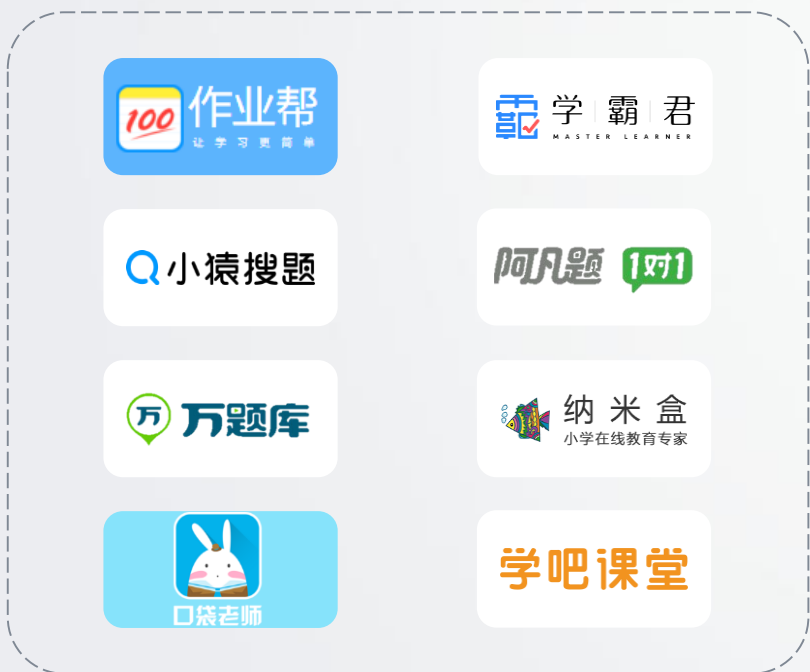 100
作业帮
让学习更简单
霸
学霸君
MASTER LEARNER
小猿搜题
阿凡题 1对1
万 万题库
纳米盒
小学在线教育专家
口袋老师
学吧课堂